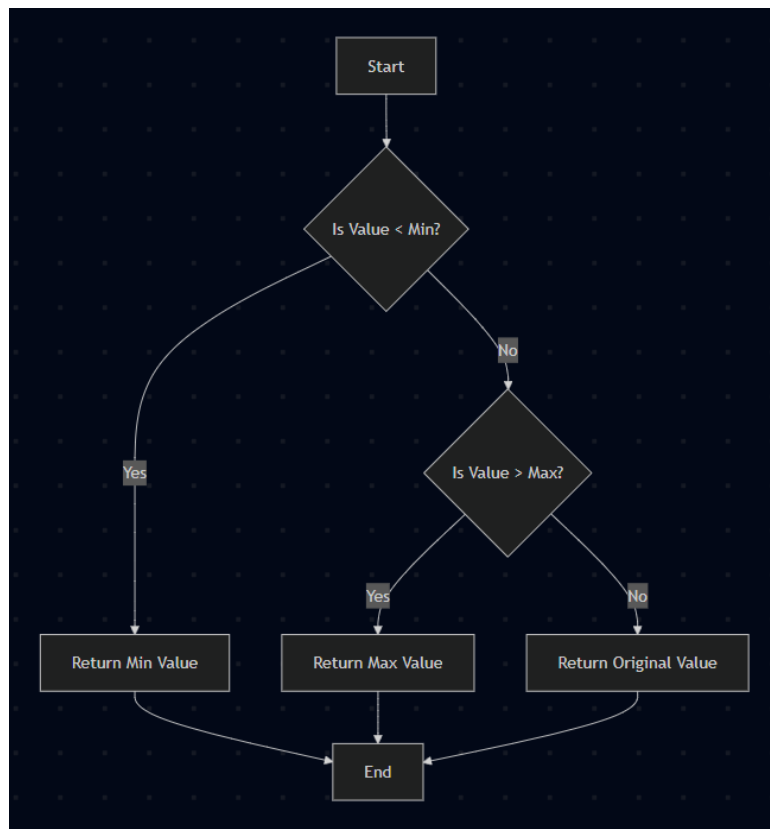 Start
Is Value < Min?
No
Yes
Is Value > Max?
Yes
No
Return Min Value
Return Max Value
Return Original Value
End